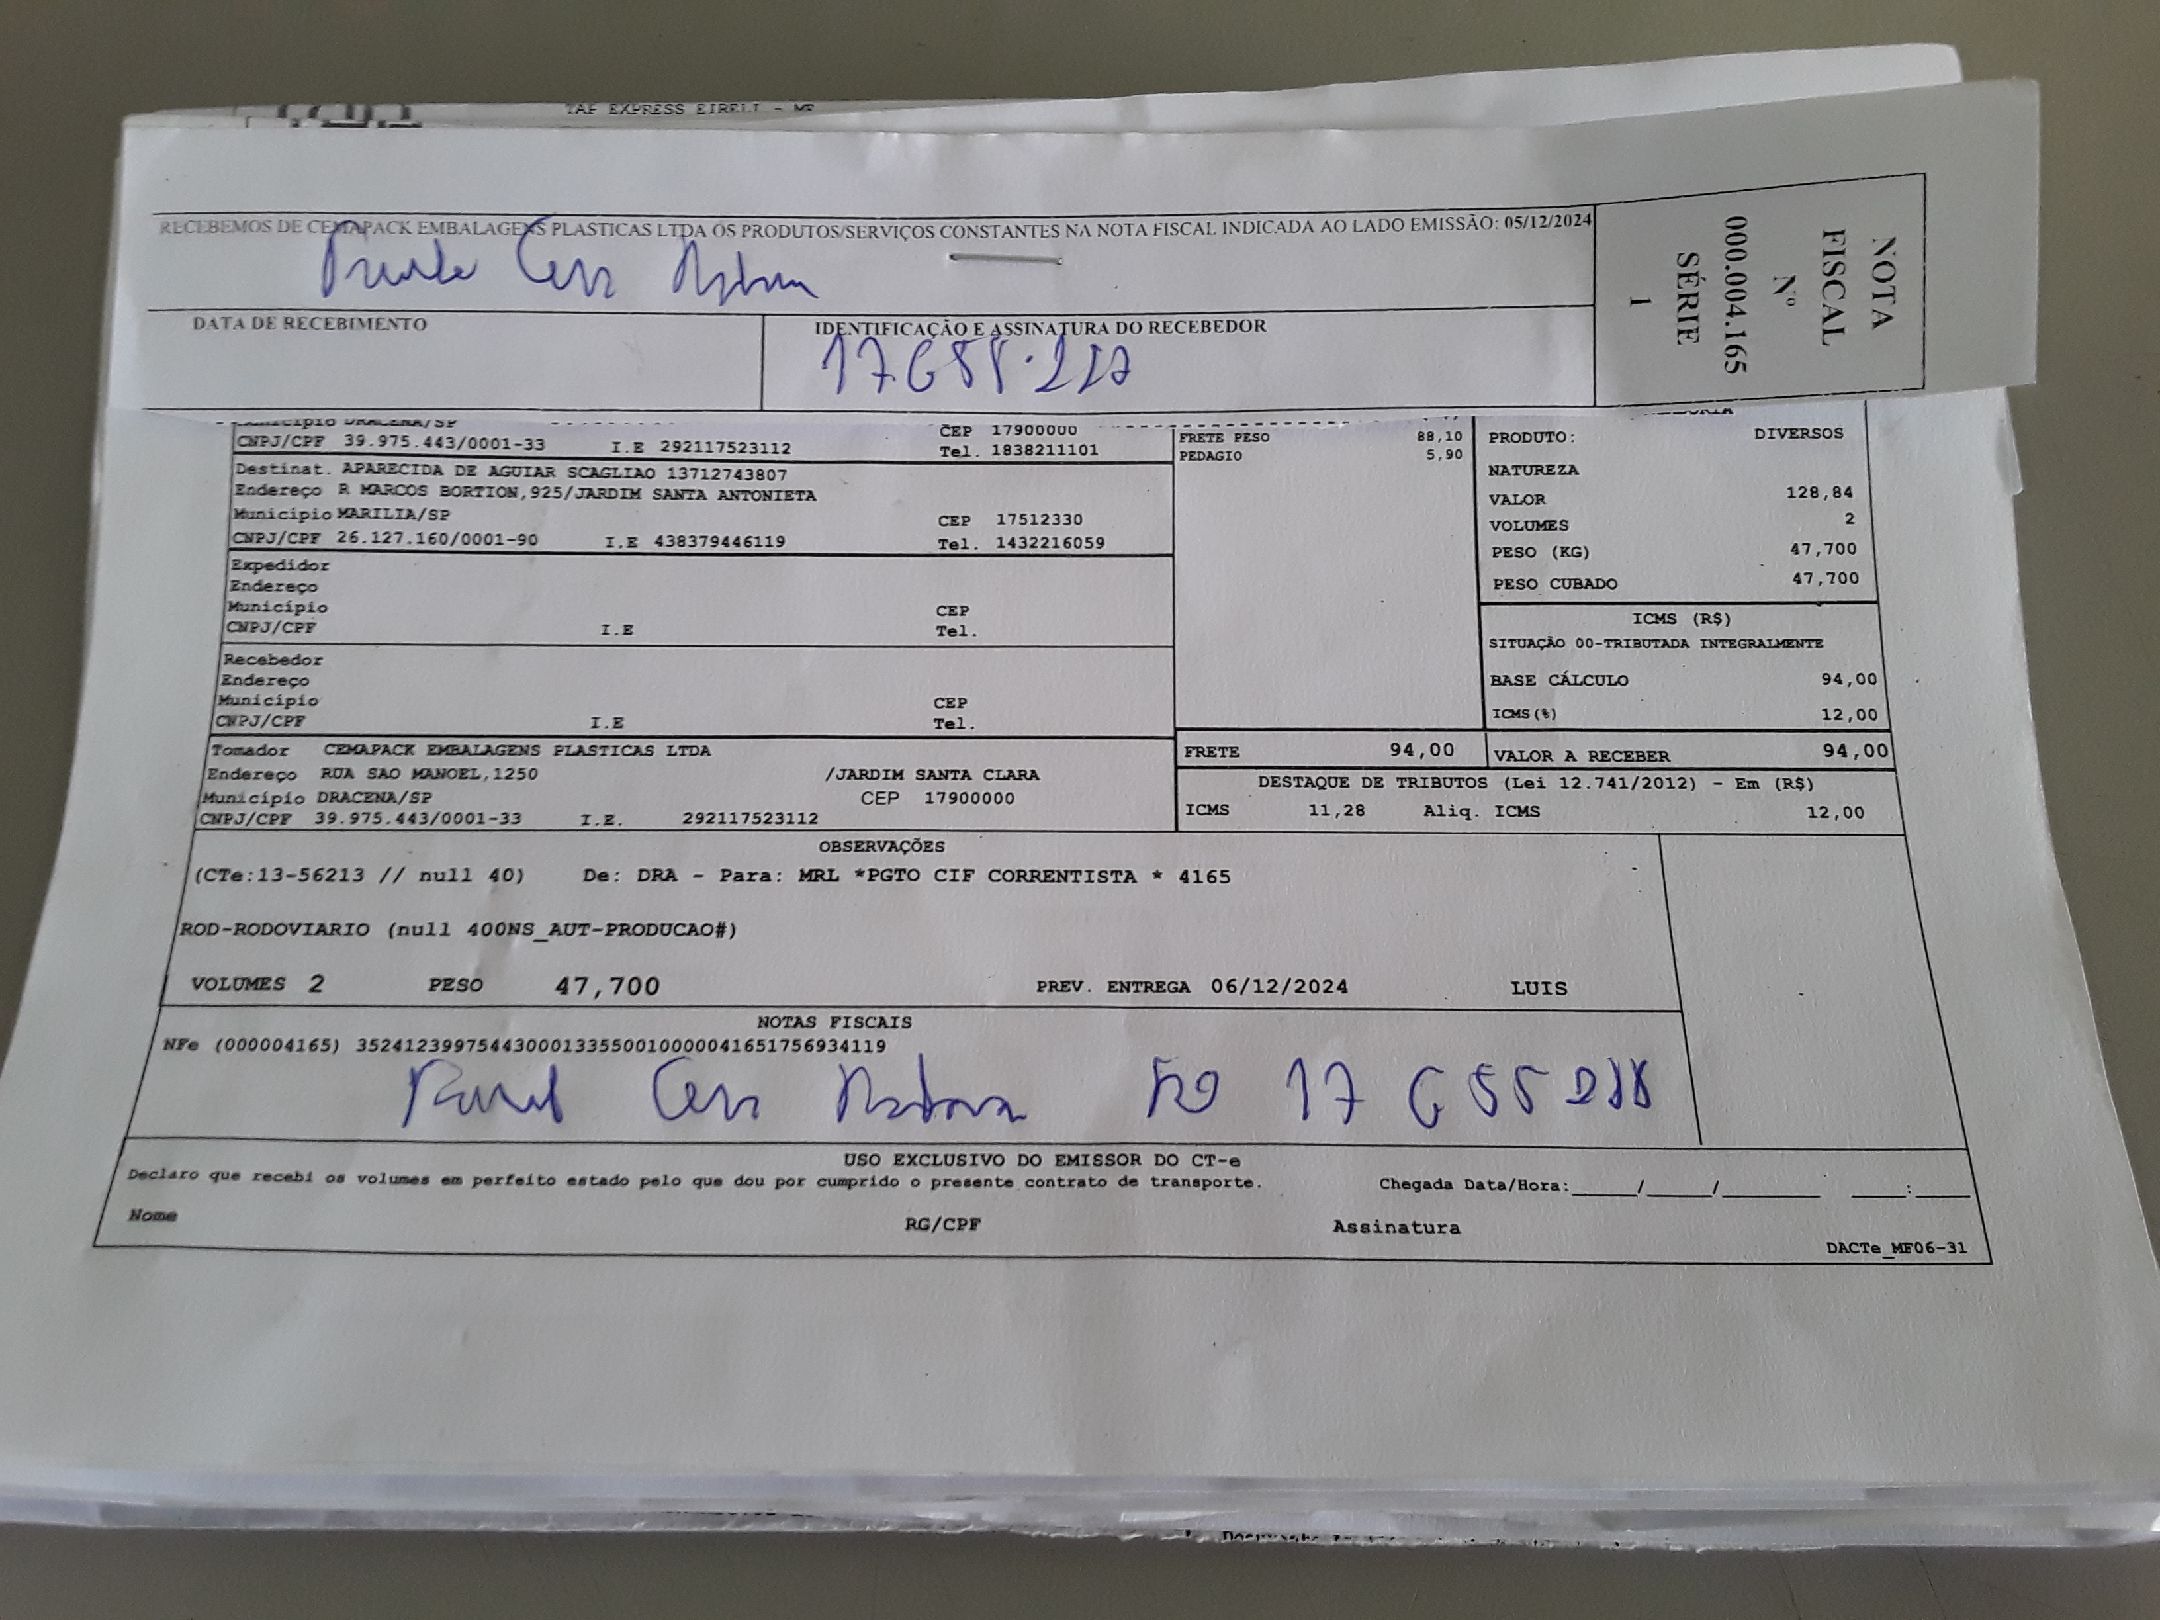 TAF EXPRESS EIRELI - ME
RECEBEMOS DE CEMAPACK EMBALAGENS PLASTICAS LTDA OS PRODUTOS/SERVIÇOS CONSTANTES NA NOTA FISCAL INDICADA AO LADO EMISSÃO: 05/12/2024
DATA DE RECEBIMENTO
IDENTIFICAÇÃO E ASSINATURA DO RECEBEDOR
NOTA
FISCAL
Nº
000.004.165
SÉRIE
1
Município DRACENA/SP CEP 17900000
CNPJ/CPF 39.975.443/0001-33 I.E 292117523112 Tel. 1838211101
Destinat. APARECIDA DE AGUIAR SCAGLIAO 13712743807
Endereço R MARCOS BORTION,925/JARDIM SANTA ANTONIETA
Município MARILIA/SP CEP 17512330
CNPJ/CPF 26.127.160/0001-90 I.E 438379446119 Tel. 1432216059
Expedidor
Endereço
Município CEP
CNPJ/CPF I.E Tel.
Recebedor
Endereço
Município CEP
CNPJ/CPF I.E Tel.
Tomador CEMAPACK EMBALAGENS PLASTICAS LTDA
Endereço RUA SAO MANOEL,1250 /JARDIM SANTA CLARA
Município DRACENA/SP CEP 17900000
CNPJ/CPF 39.975.443/0001-33 I.E. 292117523112
FRETE PESO 88,10
PEDAGIO 5,90
FRETE 94,00
PRODUTO: DIVERSOS
NATUREZA
VALOR 128,84
VOLUMES 2
PESO (KG) 47,700
PESO CUBADO 47,700
ICMS (R$)
SITUAÇÃO 00-TRIBUTADA INTEGRALMENTE
BASE CÁLCULO 94,00
ICMS(%) 12,00
VALOR A RECEBER 94,00
DESTAQUE DE TRIBUTOS (Lei 12.741/2012) - Em (R$)
ICMS 11,28 Aliq. ICMS 12,00
OBSERVAÇÕES
(CTe:13-56213 // null 40) De: DRA - Para: MRL *PGTO CIF CORRENTISTA * 4165
ROD-RODOVIARIO (null 400NS_AUT-PRODUCAO#)
VOLUMES 2 PESO 47,700 PREV. ENTREGA 06/12/2024 LUIS
NOTAS FISCAIS
NFe (000004165) 35241239975443000133550010000041651756934119
USO EXCLUSIVO DO EMISSOR DO CT-e
Declaro que recebi os volumes em perfeito estado pelo que dou por cumprido o presente contrato de transporte. Chegada Data/Hora:____/____/______ ___:___
Nome RG/CPF Assinatura
DACTe_MF06-31